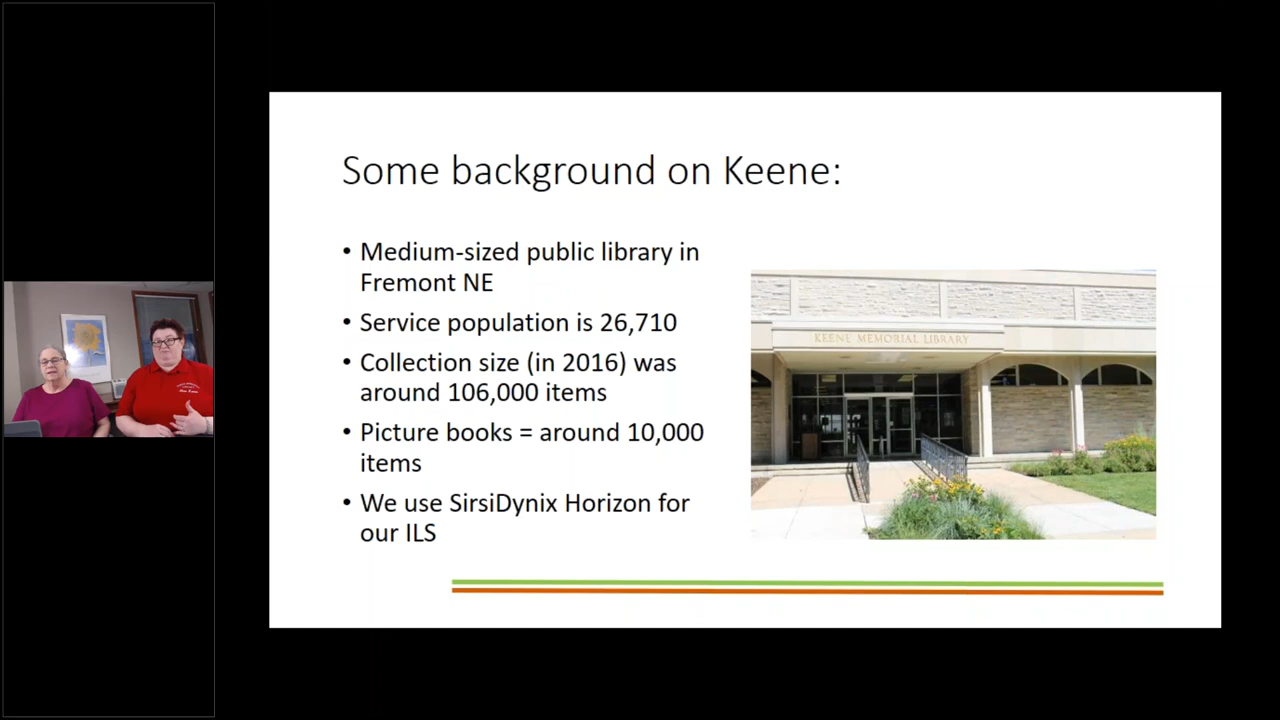 Some background on Keene:
• Medium-sized public library in
Fremont NE
• Service population is 26,710
• Collection size (in 2016) was
around 106,000 items
• Picture books = around 10,000
items
• We use SirsiDynix Horizon for
our ILS
KEENE MEMORIAL LIBRARY